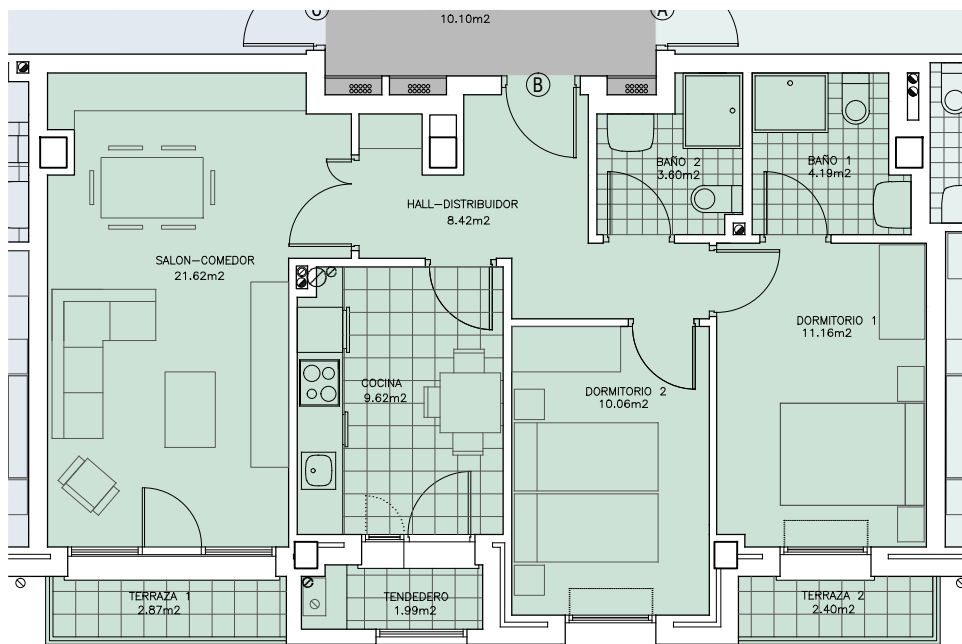 10.10m2
C
A
B
BAÑO 2
3.60m2
BAÑO 1
4.19m2
HALL-DISTRIBUIDOR
8.42m2
SALON-COMEDOR
21.62m2
DORMITORIO 1
11.16m2
COCINA
9.62m2
DORMITORIO 2
10.06m2
TERRAZA 1
2.87m2
TENDEDERO
1.99m2
TERRAZA 2
2.40m2